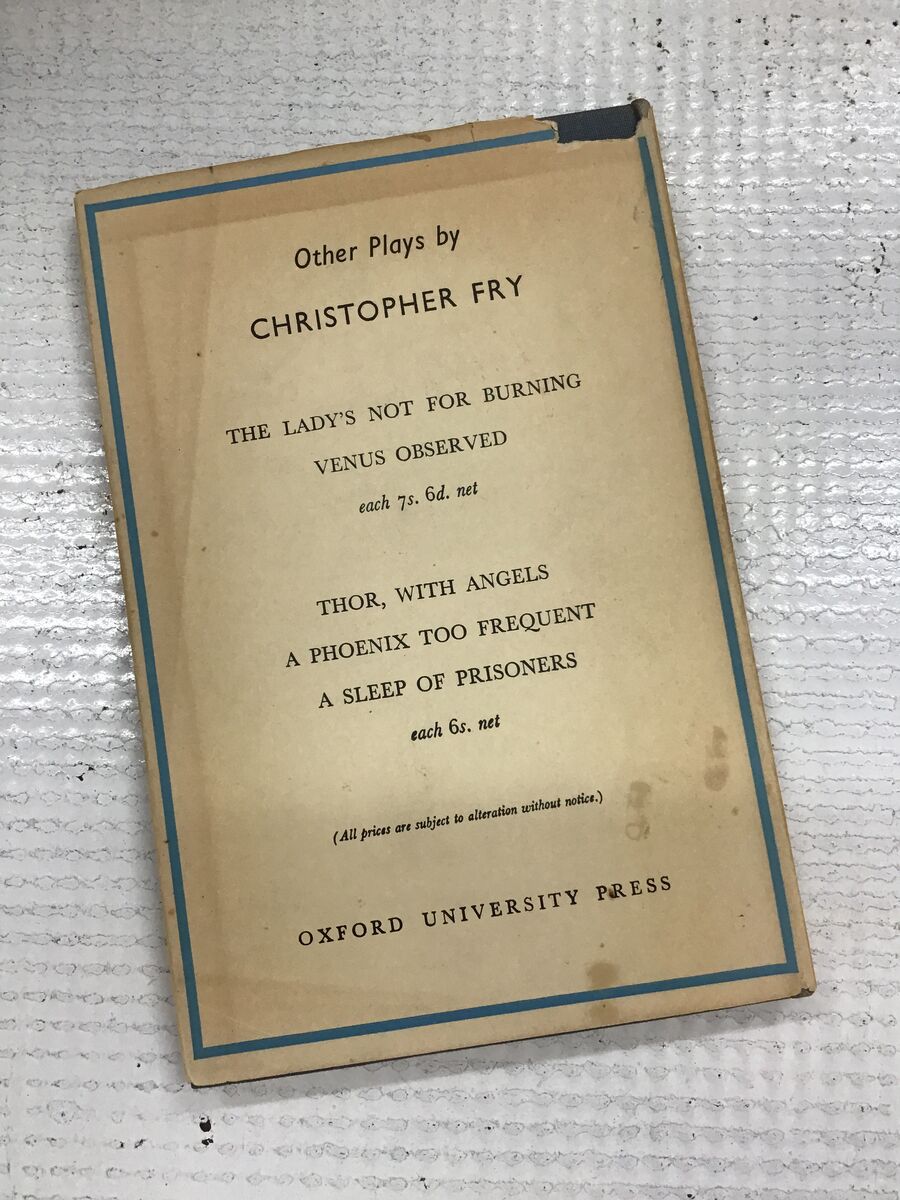 Other Plays by
CHRISTOPHER FRY
THE LADY'S NOT FOR BURNING
VENUS OBSERVED
each 7s. 6d. net
THOR, WITH ANGELS
A PHOENIX TOO FREQUENT
A SLEEP OF PRISONERS
each 6s. net
(All prices are subject to alteration without notice.)
OXFORD UNIVERSITY PRESS